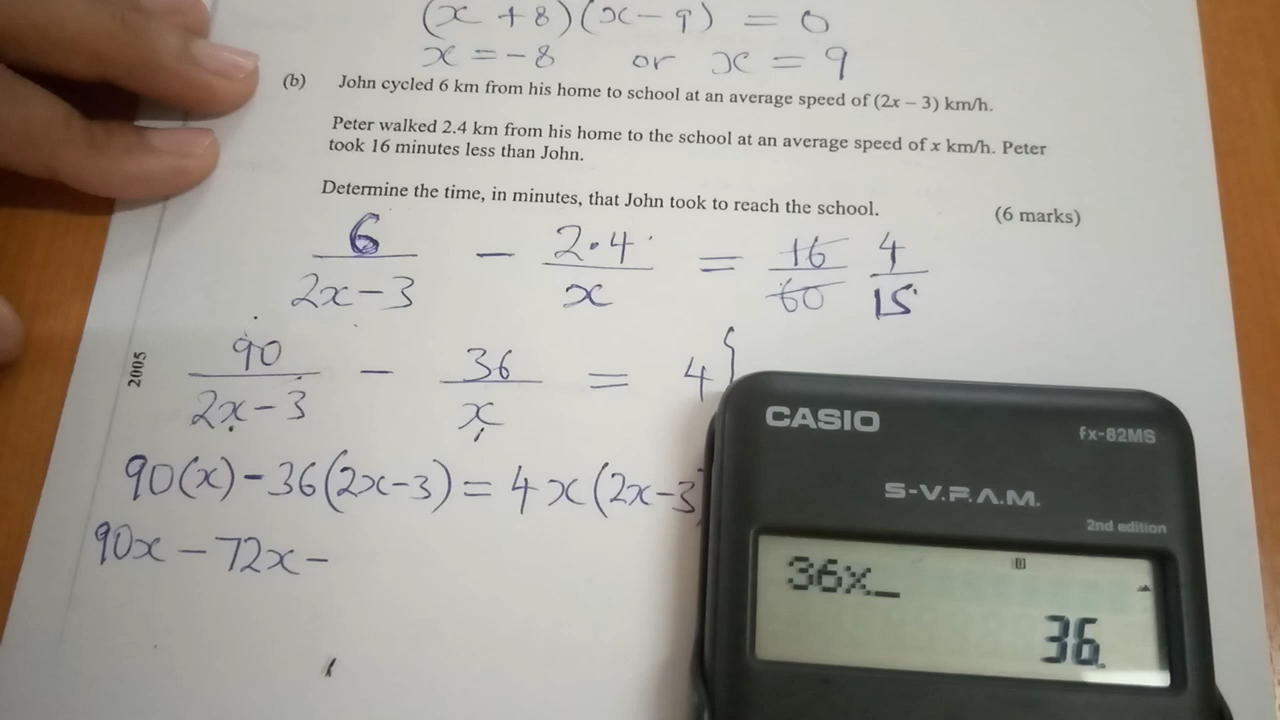 (x + 8)(x - 9) = 0
x = -8 or x = 9
(b) John cycled 6 km from his home to school at an average speed of (2x – 3) km/h.
Peter walked 2.4 km from his home to the school at an average speed of x km/h. Peter
took 16 minutes less than John.
Determine the time, in minutes, that John took to reach the school. (6 marks)
6/(2x-3) - 2.4/x = 16/60 4/15
2005
90/(2x-3) - 36/x = 4
90(x) - 36(2x-3) = 4x(2x-3
90x - 72x -
CASIO
fx-82MS
S-V.P.A.M.
2nd edition
D
36x_
36.